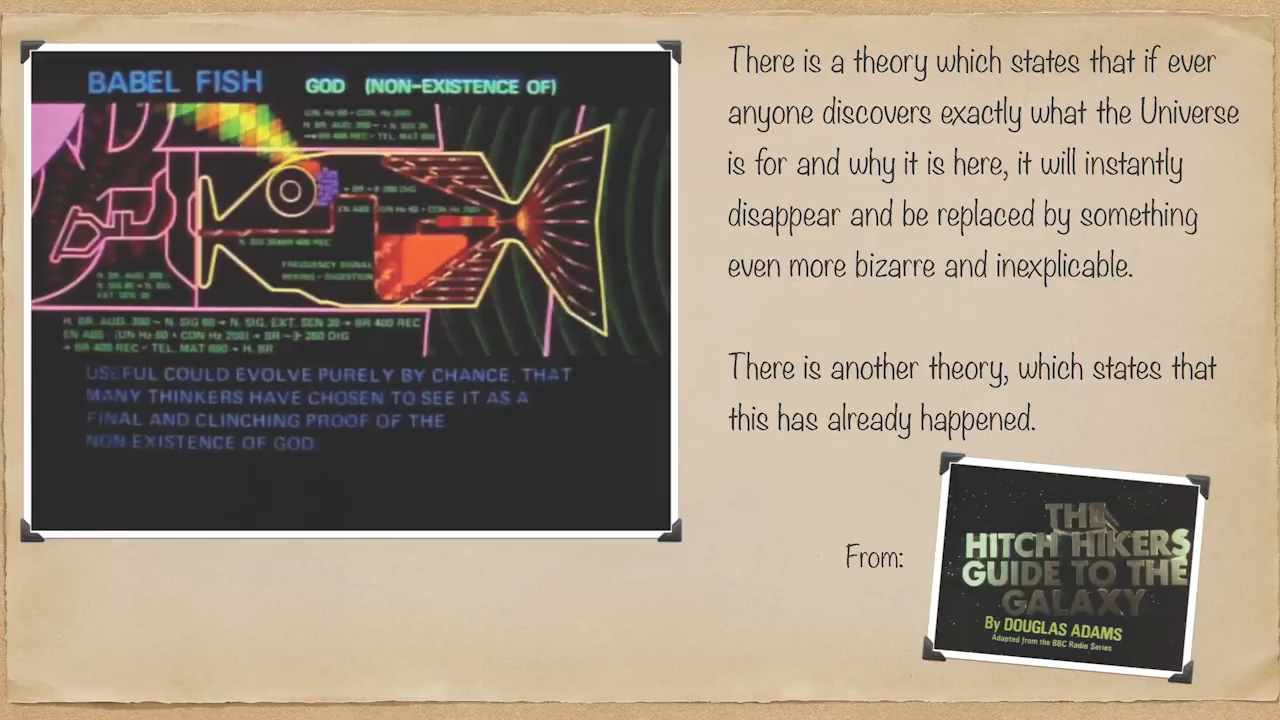 BABEL FISH GOD (NON-EXISTENCE OF)
USEFUL COULD EVOLVE PURELY BY CHANCE, THAT
MANY THINKERS HAVE CHOSEN TO SEE IT AS A
FINAL AND CLINCHING PROOF OF THE
NON-EXISTENCE OF GOD.
FREQUENCY SIGNAL
MIXING - DIGESTION
There is a theory which states that if ever
anyone discovers exactly what the Universe
is for and why it is here, it will instantly
disappear and be replaced by something
even more bizarre and inexplicable.
There is another theory, which states that
this has already happened.
From:
THE
HITCH HIKERS
GUIDE TO THE
GALAXY
By DOUGLAS ADAMS
Adapted from the BBC Radio Series